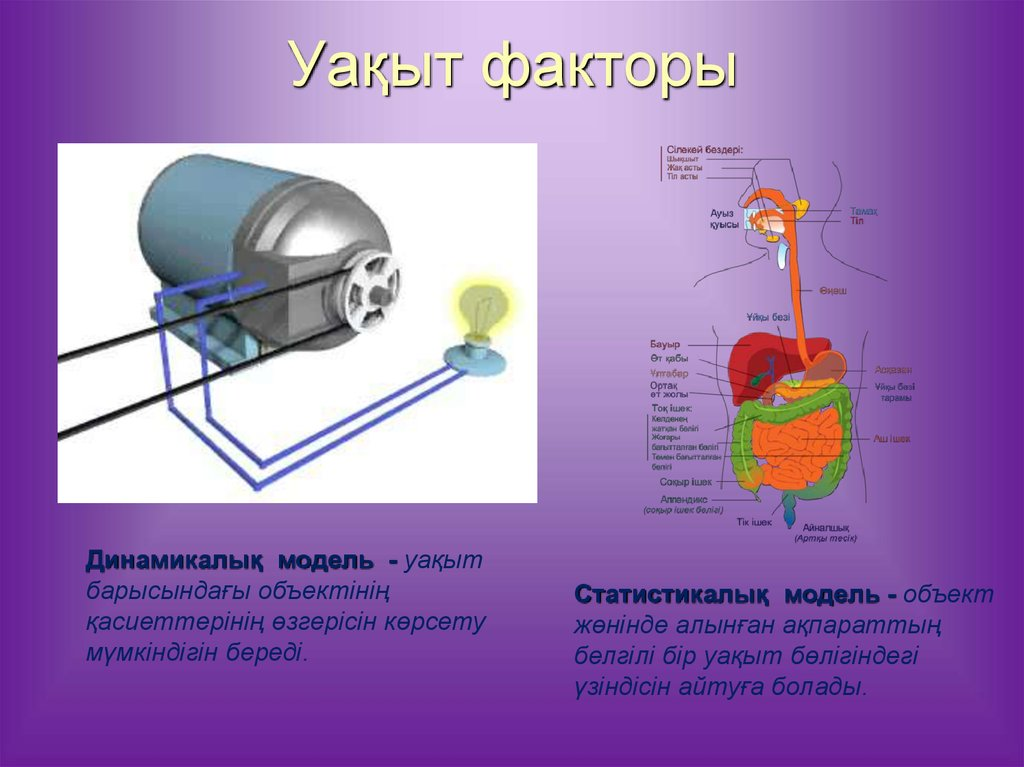 Уақыт факторы
Сілекей бездері:
Шықшыт
Жақ асты
Тіл асты
Ауыз
қуысы
Тамақ
Тіл
Өңеш
Ұйқы безі
Бауыр
Өт қабы
Ұлтабар
Ортақ
өт жолы
Тоқ ішек:
Көлденең
жатқан бөлігі
Жоғары
бағытталған бөлігі
Төмен бағытталған
бөлігі
Соқыр ішек
Аппендикс
(соқыр ішек бөлігі)
Асқазан
Ұйқы безі
тарамы
Аш ішек
Тік ішек
Айналшық
(Артқы тесік)
Динамикалық модель - уақыт
барысындағы объектінің
қасиеттерінің өзгерісін көрсету
мүмкіндігін береді.
Статистикалық модель - объект
жөнінде алынған ақпараттың
белгілі бір уақыт бөлігіндегі
үзіндісін айтуға болады.